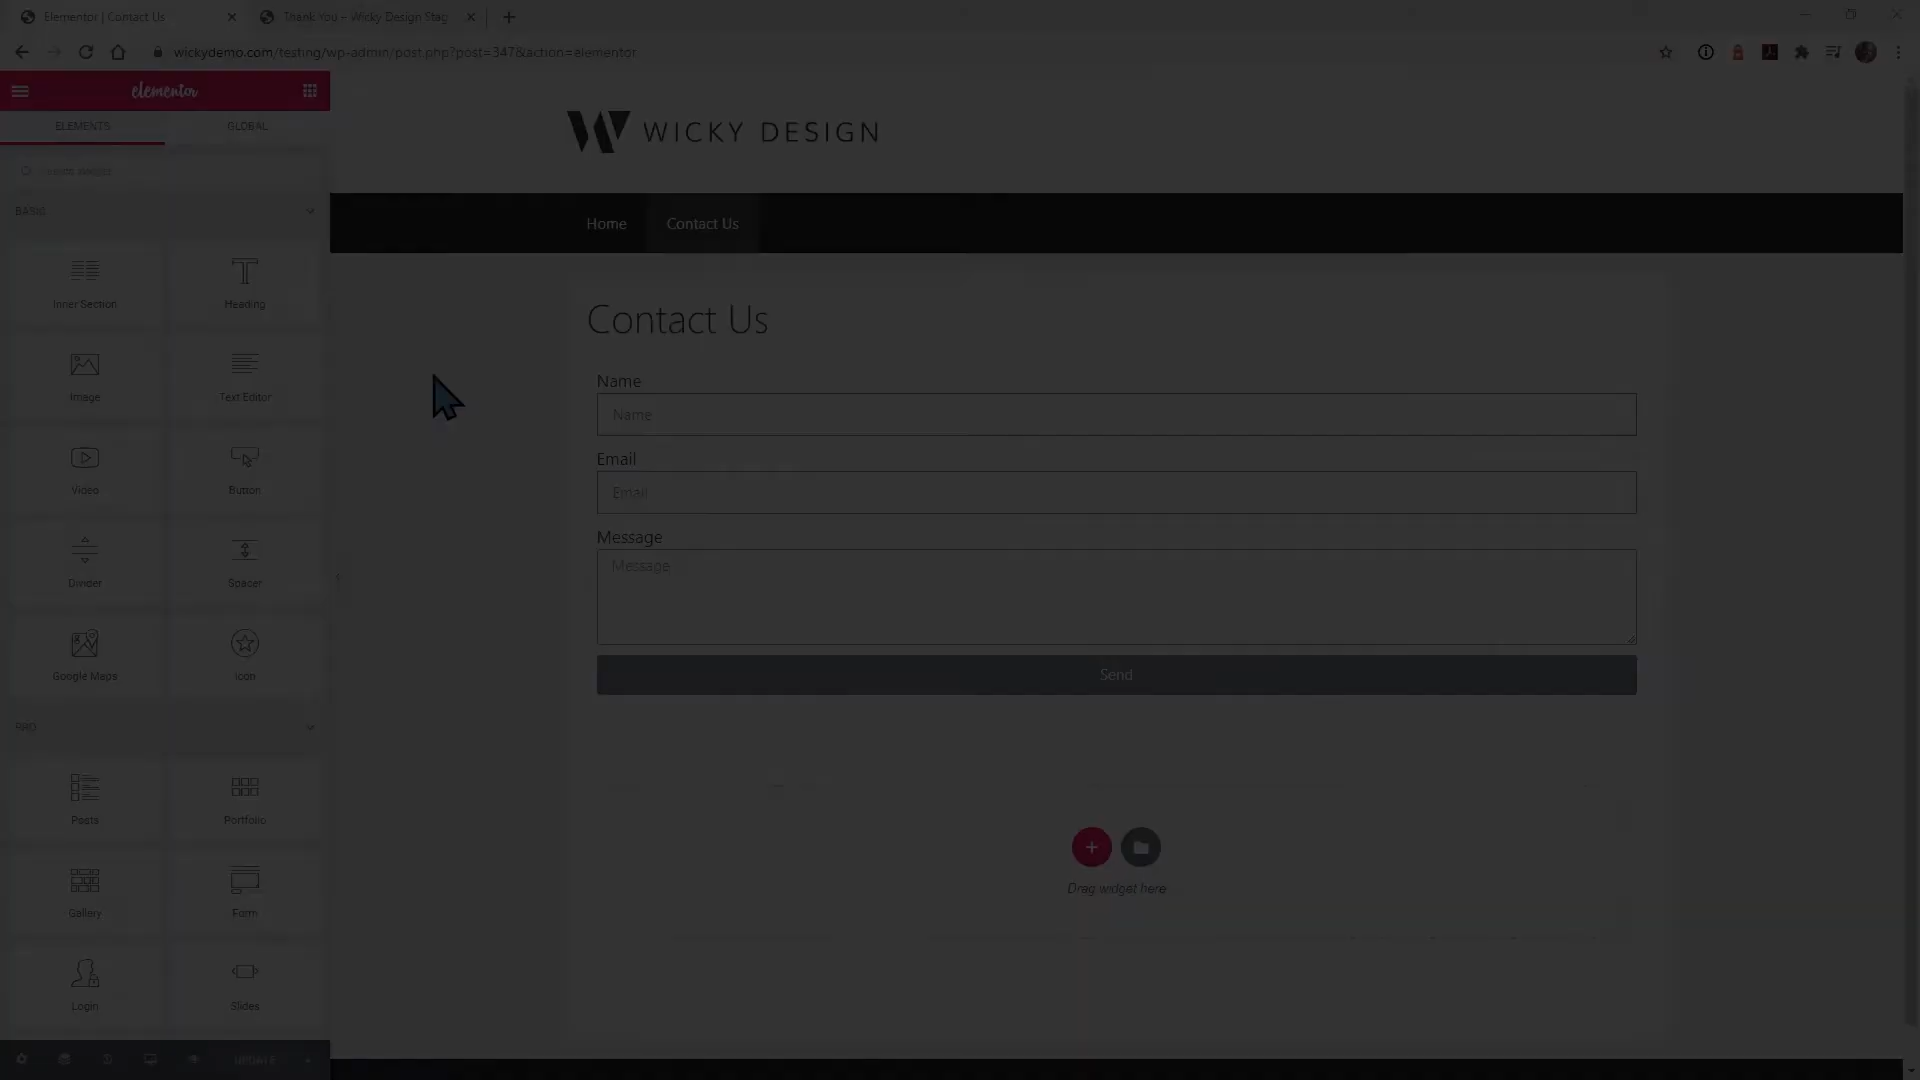 Elementor | Contact Us
Thank You – Wicky Design Stag
wickydemo.com/testing/wp-admin/post.php?post=347&action=elementor
elementor
ELEMENTS
GLOBAL
WICKY DESIGN
BASIC
Home
Contact Us
Inner Section
Heading
Contact Us
Image
Text Editor
Name
Name
Email
Video
Button
Email
Message
Message
Divider
Spacer
Google Maps
Icon
Send
PRO
Posts
Portfolio
Drag widget here
Gallery
Form
Login
Slides
UPDATE